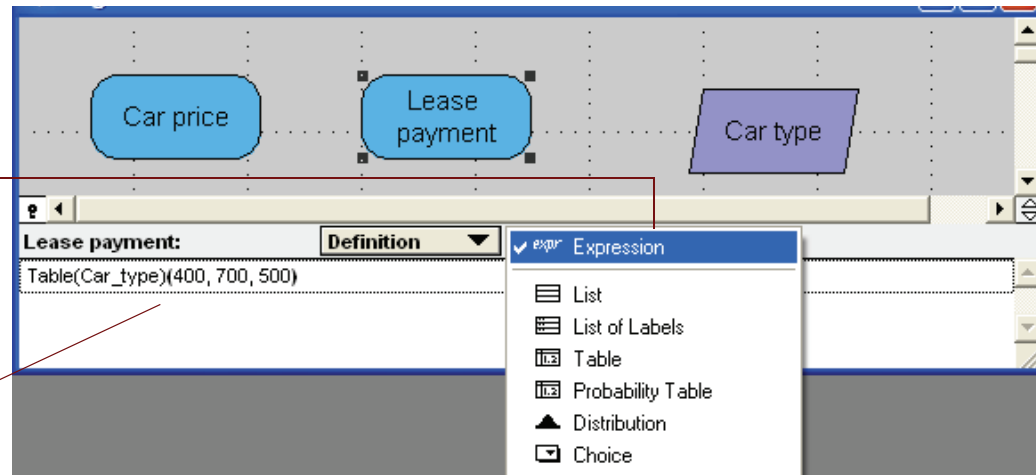 Car price
Lease
payment
Car type
Lease payment:
Definition
expr Expression
Table(Car_type)(400, 700, 500)
List
List of Labels
Table
Probability Table
Distribution
Choice